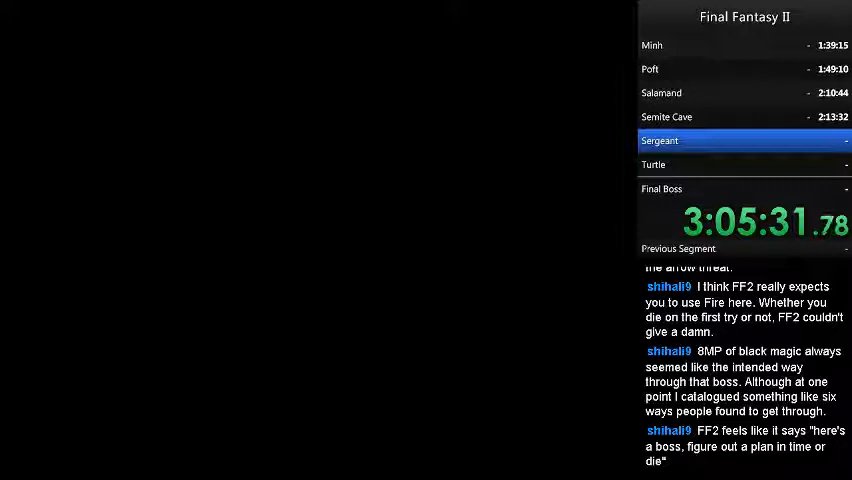 Final Fantasy II
Minh - 1:39:15
Poft - 1:49:10
Salamand - 2:10:44
Semite Cave - 2:13:32
Sergeant -
Turtle -
Final Boss -
3:05:31.78
Previous Segment -
the arrow threat.
shihali9 I think FF2 really expects
you to use Fire here. Whether you
die on the first try or not, FF2 couldn't
give a damn.
shihali9 8MP of black magic always
seemed like the intended way
through that boss. Although at one
point I catalogued something like six
ways people found to get through.
shihali9 FF2 feels like it says "here's
a boss, figure out a plan in time or
die"